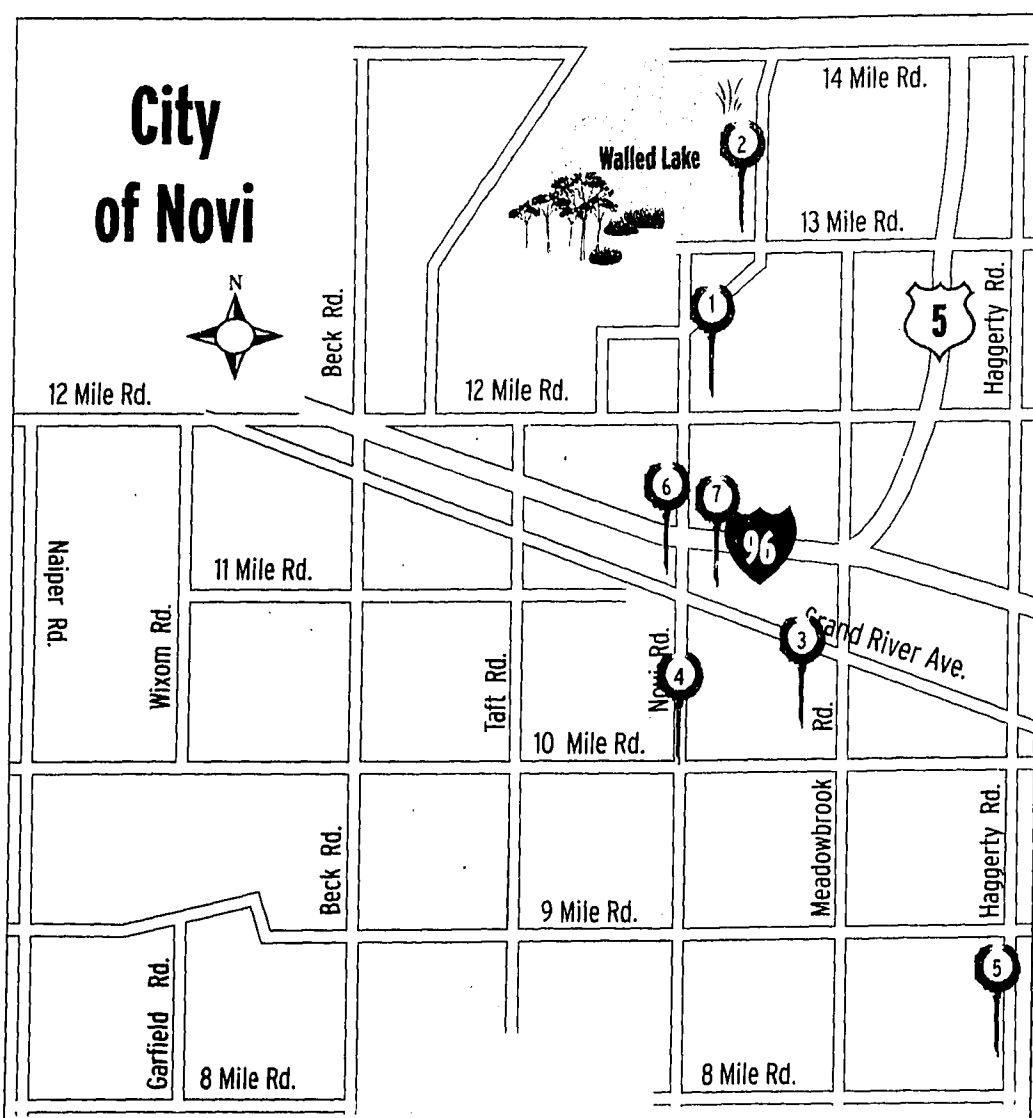 City
of Novi
N
14 Mile Rd.
2
Walled Lake
13 Mile Rd.
1
5
Beck Rd.
Haggerty Rd.
12 Mile Rd.
12 Mile Rd.
6
7
96
Naiper Rd.
11 Mile Rd.
Wixom Rd.
Taft Rd.
Novi Rd.
3
Grand River Ave.
4
Rd.
10 Mile Rd.
Meadowbrook
Haggerty Rd.
Beck Rd.
9 Mile Rd.
5
Garfield Rd.
8 Mile Rd.
8 Mile Rd.